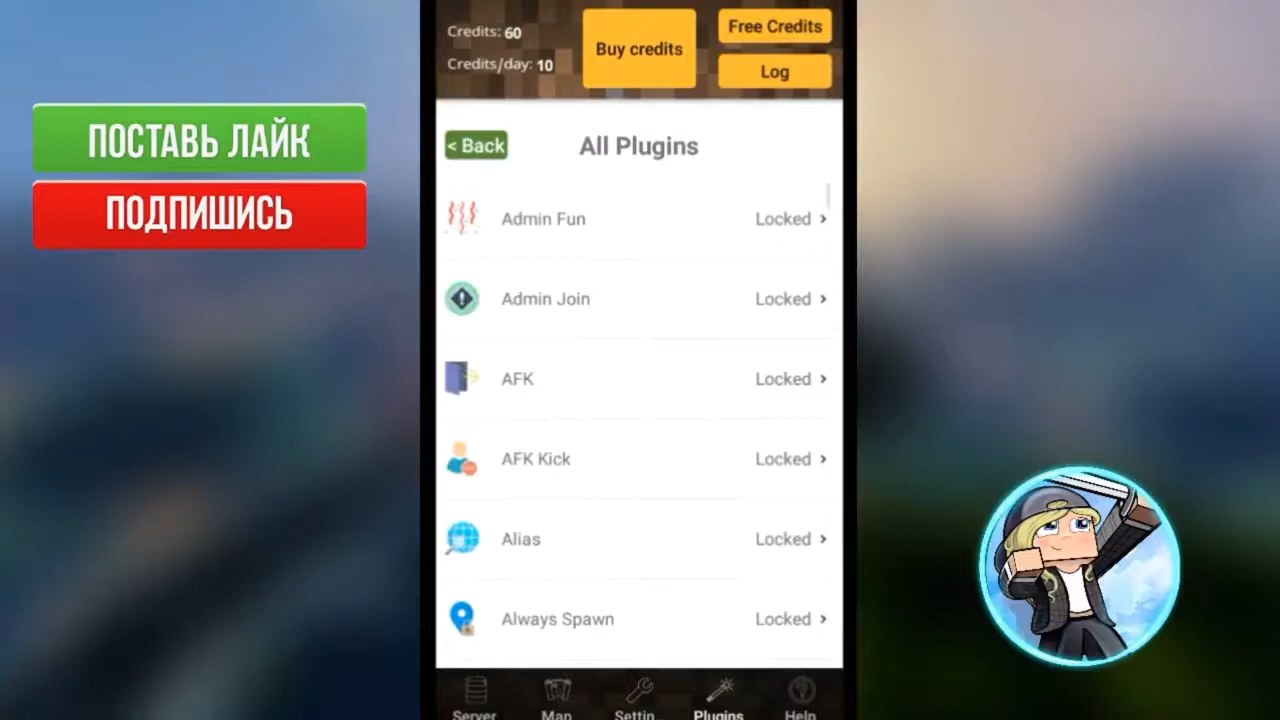 Credits: 60
Credits/day: 10
Buy credits
Free Credits
Log
ПОСТАВЬ ЛАЙК
ПОДПИШИСЬ
< Back
All Plugins
Admin Fun Locked >
Admin Join Locked >
AFK Locked >
AFK Kick Locked >
Alias Locked >
Always Spawn Locked >
Server Map Settin Plugins Help